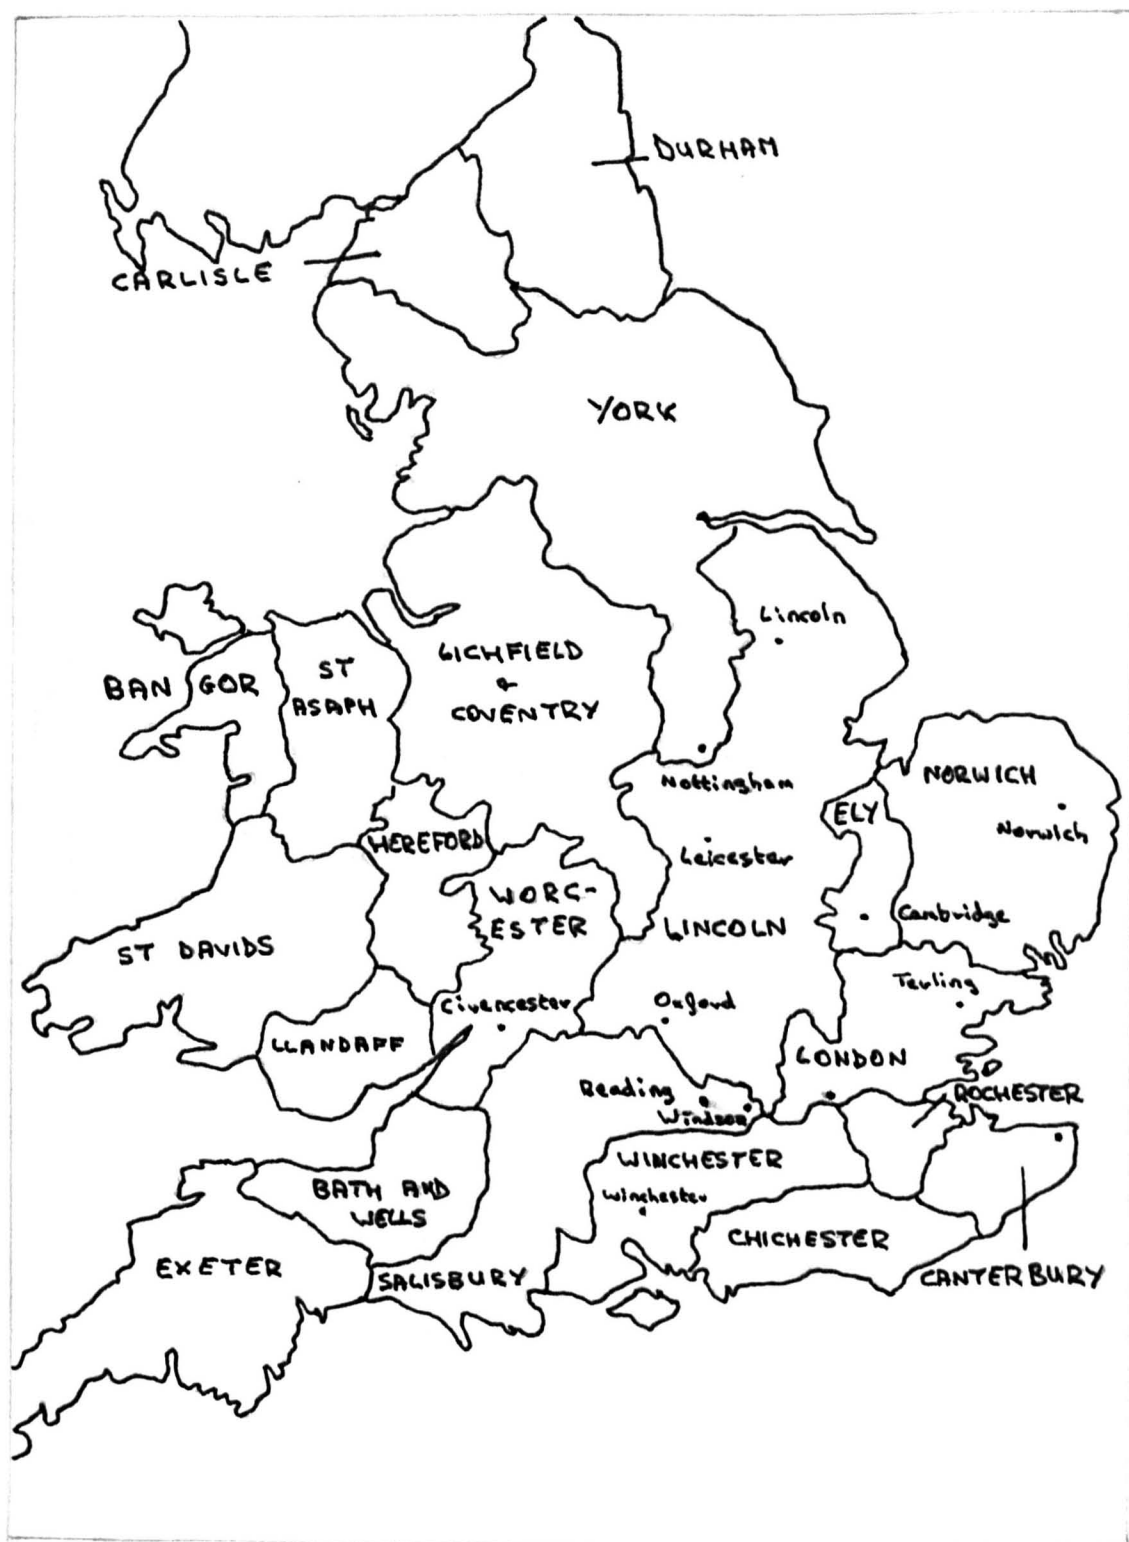 DURHAM
CARLISLE
YORK
Lincoln
LICHFIELD
&
COVENTRY
ST
ASAPH
BAN GOR
Nottingham
NORWICH
Norwich
ELY
HEREFORD
Leicester
WORC-
ESTER
LINCOLN
Cambridge
ST DAVIDS
Terling
Cirencester
Oxford
LLANDAFF
LONDON
Reading
Windsor
ROCHESTER
WINCHESTER
Winchester
BATH AND
WELLS
CHICHESTER
EXETER
SALISBURY
CANTERBURY